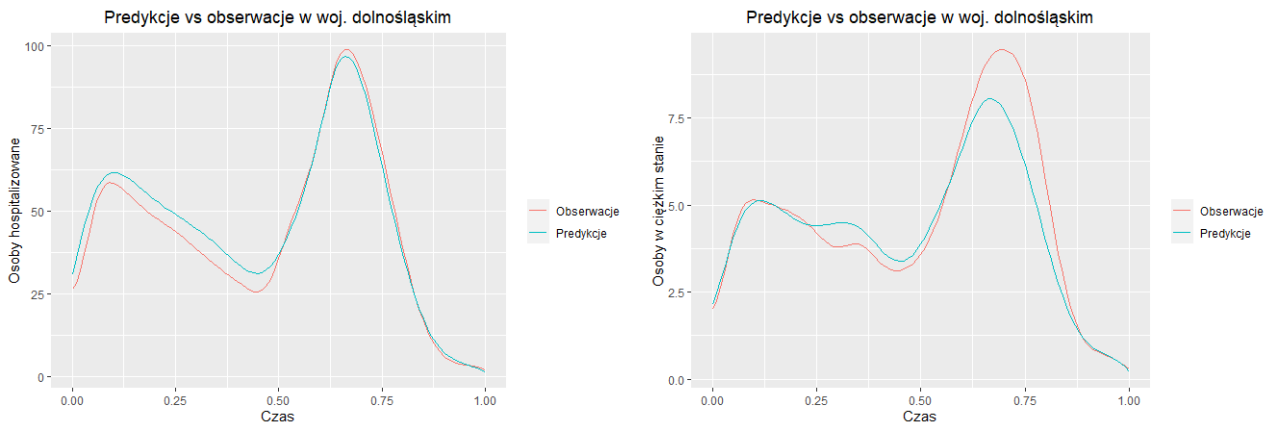 Predykcje vs obserwacje w woj. dolnośląskim
Osoby hospitalizowane
100
75
50
25
0
0.00 0.25 0.50 0.75 1.00
Czas
Obserwacje
Predykcje
Predykcje vs obserwacje w woj. dolnośląskim
Osoby w ciężkim stanie
7.5
5.0
2.5
0.0
0.00 0.25 0.50 0.75 1.00
Czas
Obserwacje
Predykcje